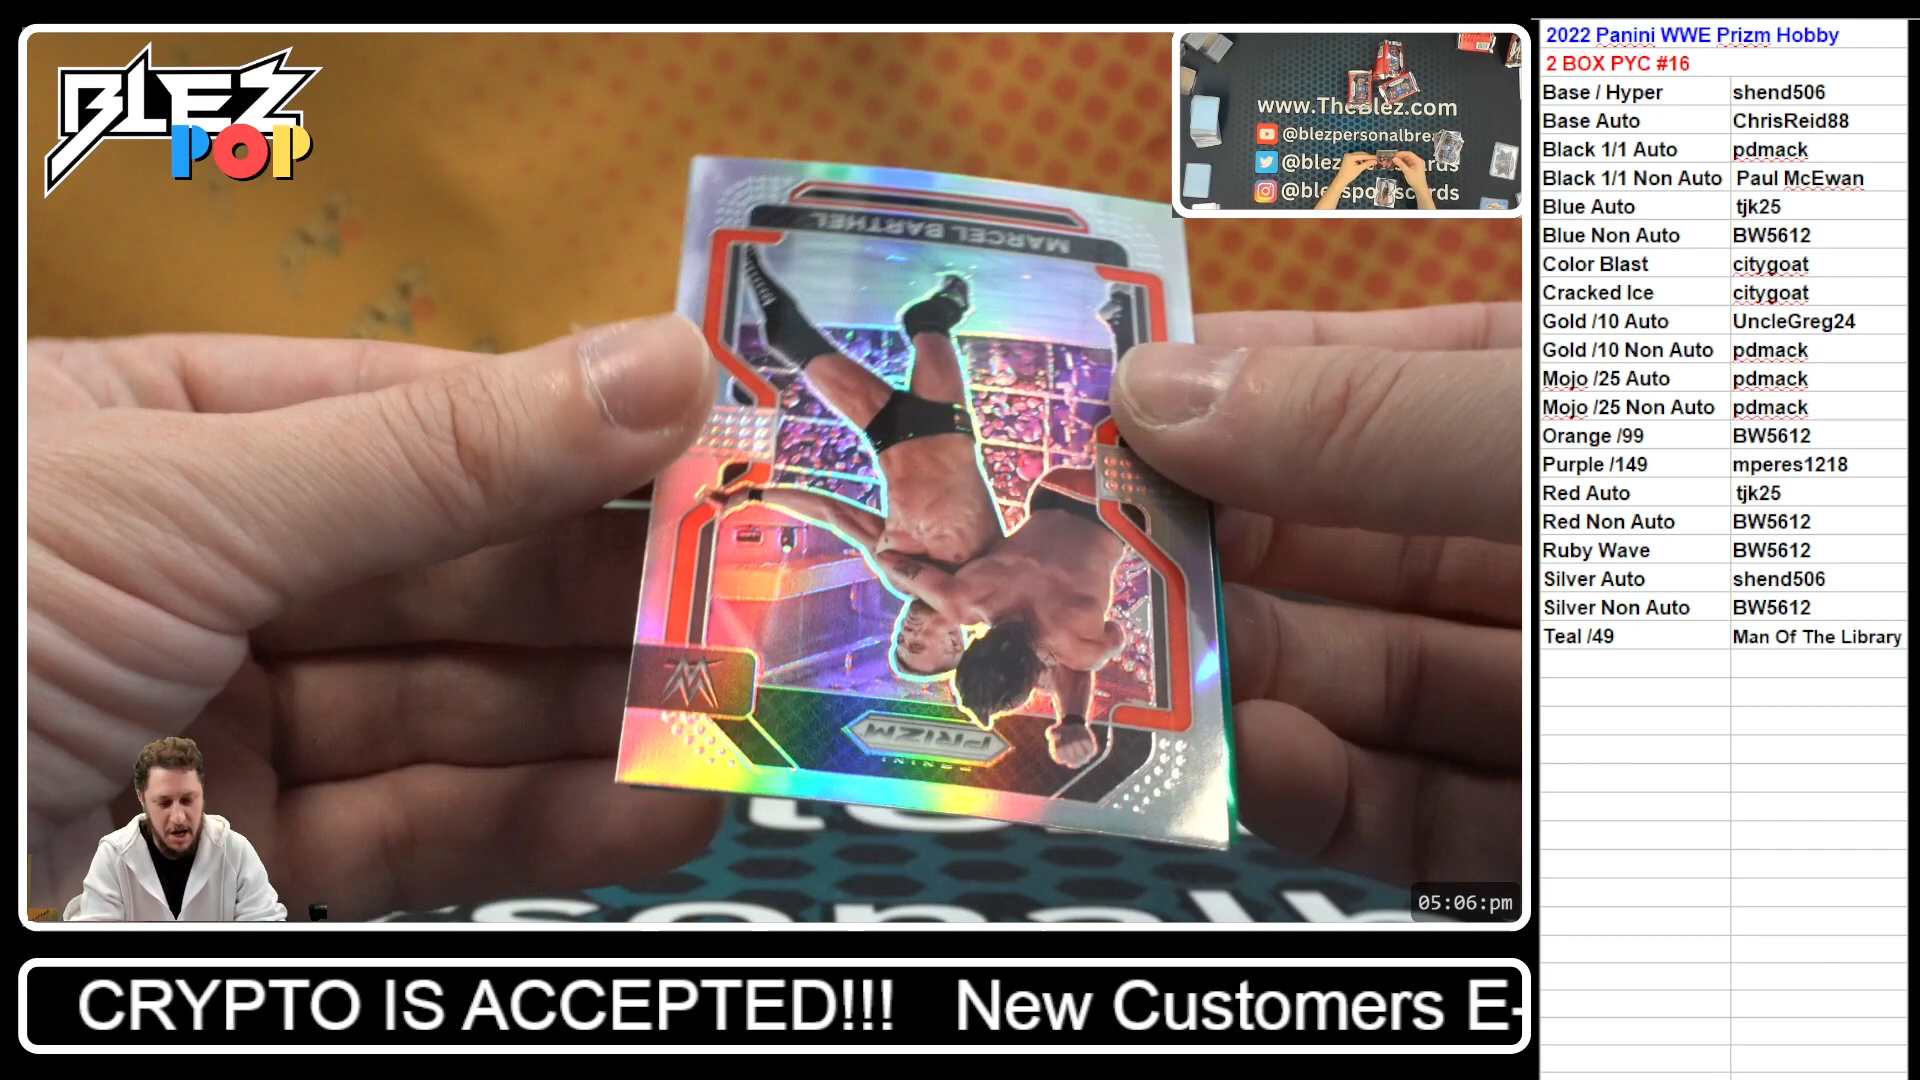 BLEZ
POP
www.TheBlez.com
@blezpersonalbrea
@blez rds
@blezspo scards
MARCEL BARTHEL
W
PRIZM
PANINI
05:06:pm
CRYPTO IS ACCEPTED!!! New Customers E-
2022 Panini WWE Prizm Hobby
2 BOX PYC #16
Base / Hyper shend506
Base Auto ChrisReid88
Black 1/1 Auto pdmack
Black 1/1 Non Auto Paul McEwan
Blue Auto tjk25
Blue Non Auto BW5612
Color Blast citygoat
Cracked Ice citygoat
Gold /10 Auto UncleGreg24
Gold /10 Non Auto pdmack
Mojo /25 Auto pdmack
Mojo /25 Non Auto pdmack
Orange /99 BW5612
Purple /149 mperes1218
Red Auto tjk25
Red Non Auto BW5612
Ruby Wave BW5612
Silver Auto shend506
Silver Non Auto BW5612
Teal /49 Man Of The Library